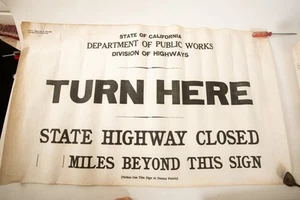 STATE OF CALIFORNIA
DEPARTMENT OF PUBLIC WORKS
DIVISION OF HIGHWAYS
TURN HERE
STATE HIGHWAY CLOSED
MILES BEYOND THIS SIGN